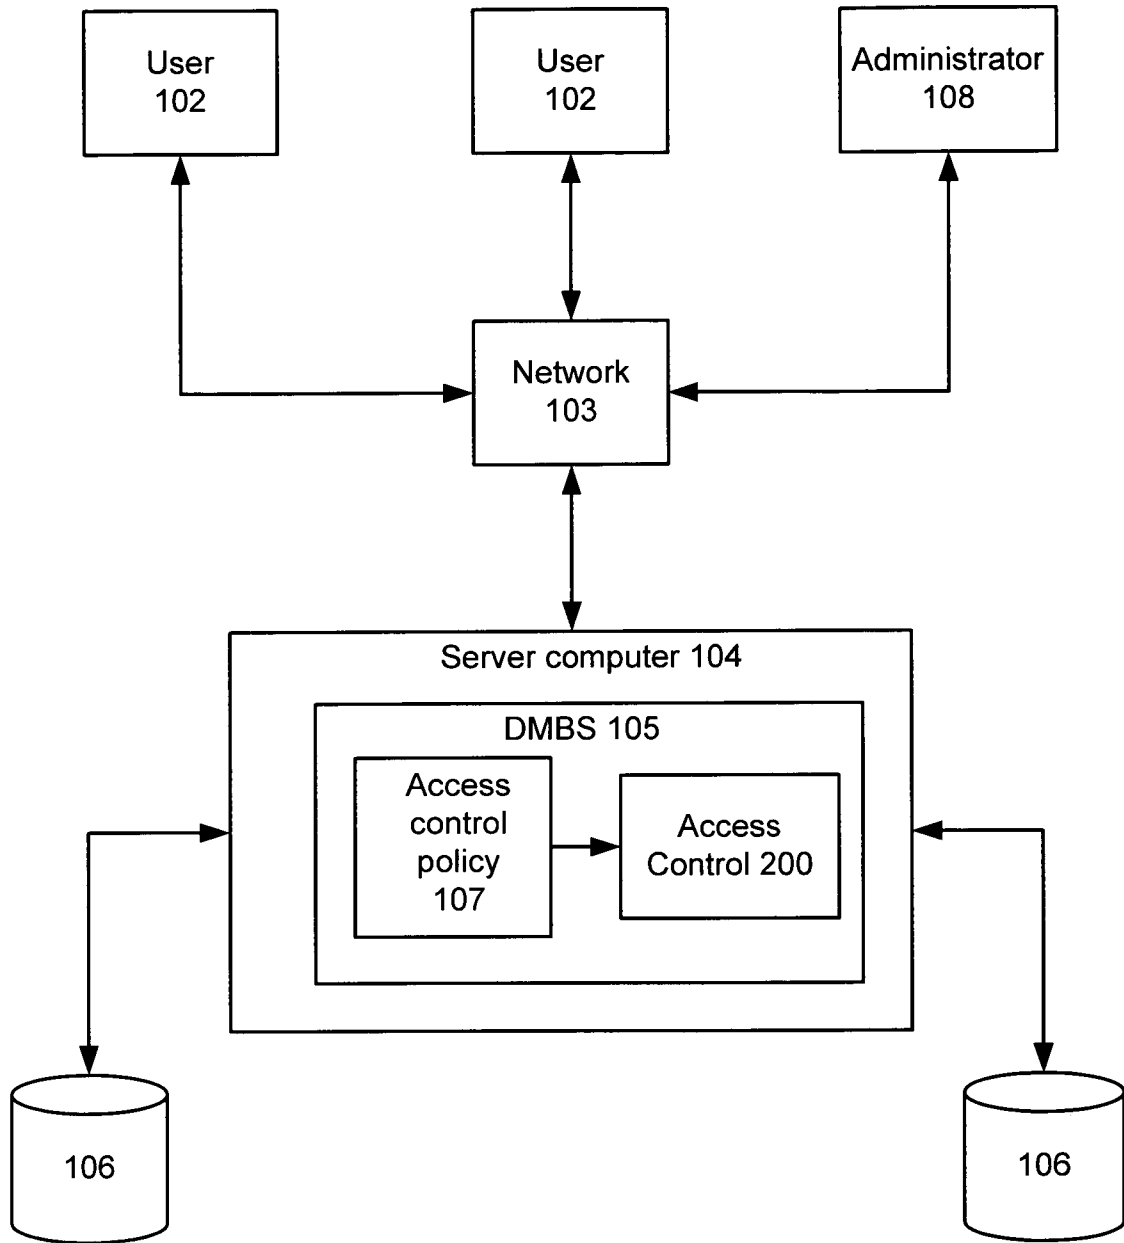 User
102
User
102
Administrator
108
Network
103
Server computer 104
DMBS 105
Access
control
policy
107
Access
Control 200
106
106